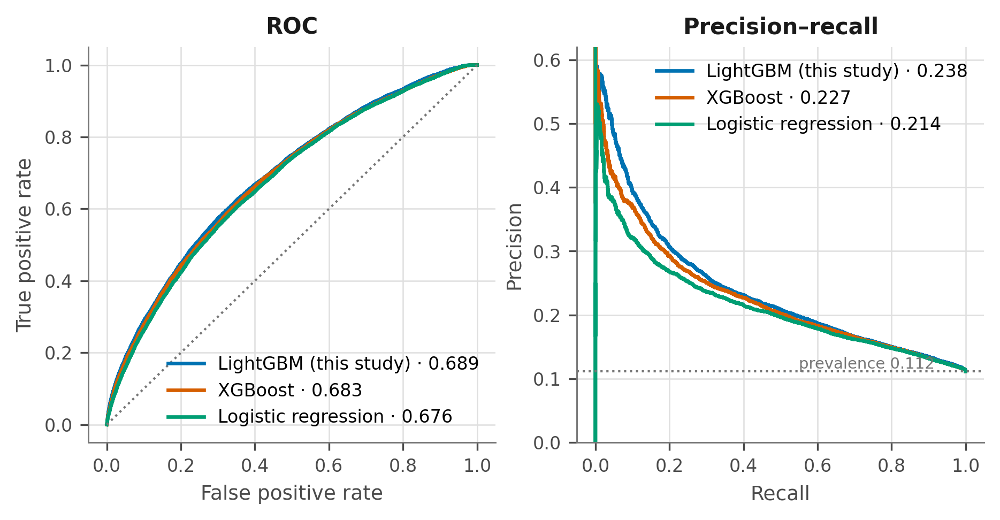 ROC
True positive rate
1.0
0.8
0.6
0.4
0.2
0.0
LightGBM (this study) · 0.689
XGBoost · 0.683
Logistic regression · 0.676
0.0 0.2 0.4 0.6 0.8 1.0
False positive rate
Precision–recall
Precision
0.6
0.5
0.4
0.3
0.2
0.1
0.0
LightGBM (this study) · 0.238
XGBoost · 0.227
Logistic regression · 0.214
prevalence 0.112
0.0 0.2 0.4 0.6 0.8 1.0
Recall